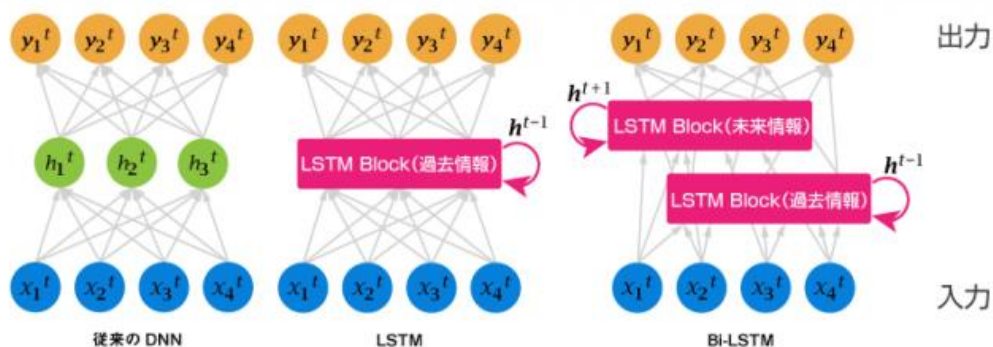 y₁ᵗ y₂ᵗ y₃ᵗ y₄ᵗ y₁ᵗ y₂ᵗ y₃ᵗ y₄ᵗ y₁ᵗ y₂ᵗ y₃ᵗ y₄ᵗ 出力
hᵗ⁺¹
LSTM Block(未来情報)
hᵗ⁻¹
h₁ᵗ h₂ᵗ h₃ᵗ LSTM Block(過去情報)
hᵗ⁻¹
LSTM Block(過去情報)
x₁ᵗ x₂ᵗ x₃ᵗ x₄ᵗ x₁ᵗ x₂ᵗ x₃ᵗ x₄ᵗ x₁ᵗ x₂ᵗ x₃ᵗ x₄ᵗ 入力
従来の DNN LSTM Bi-LSTM